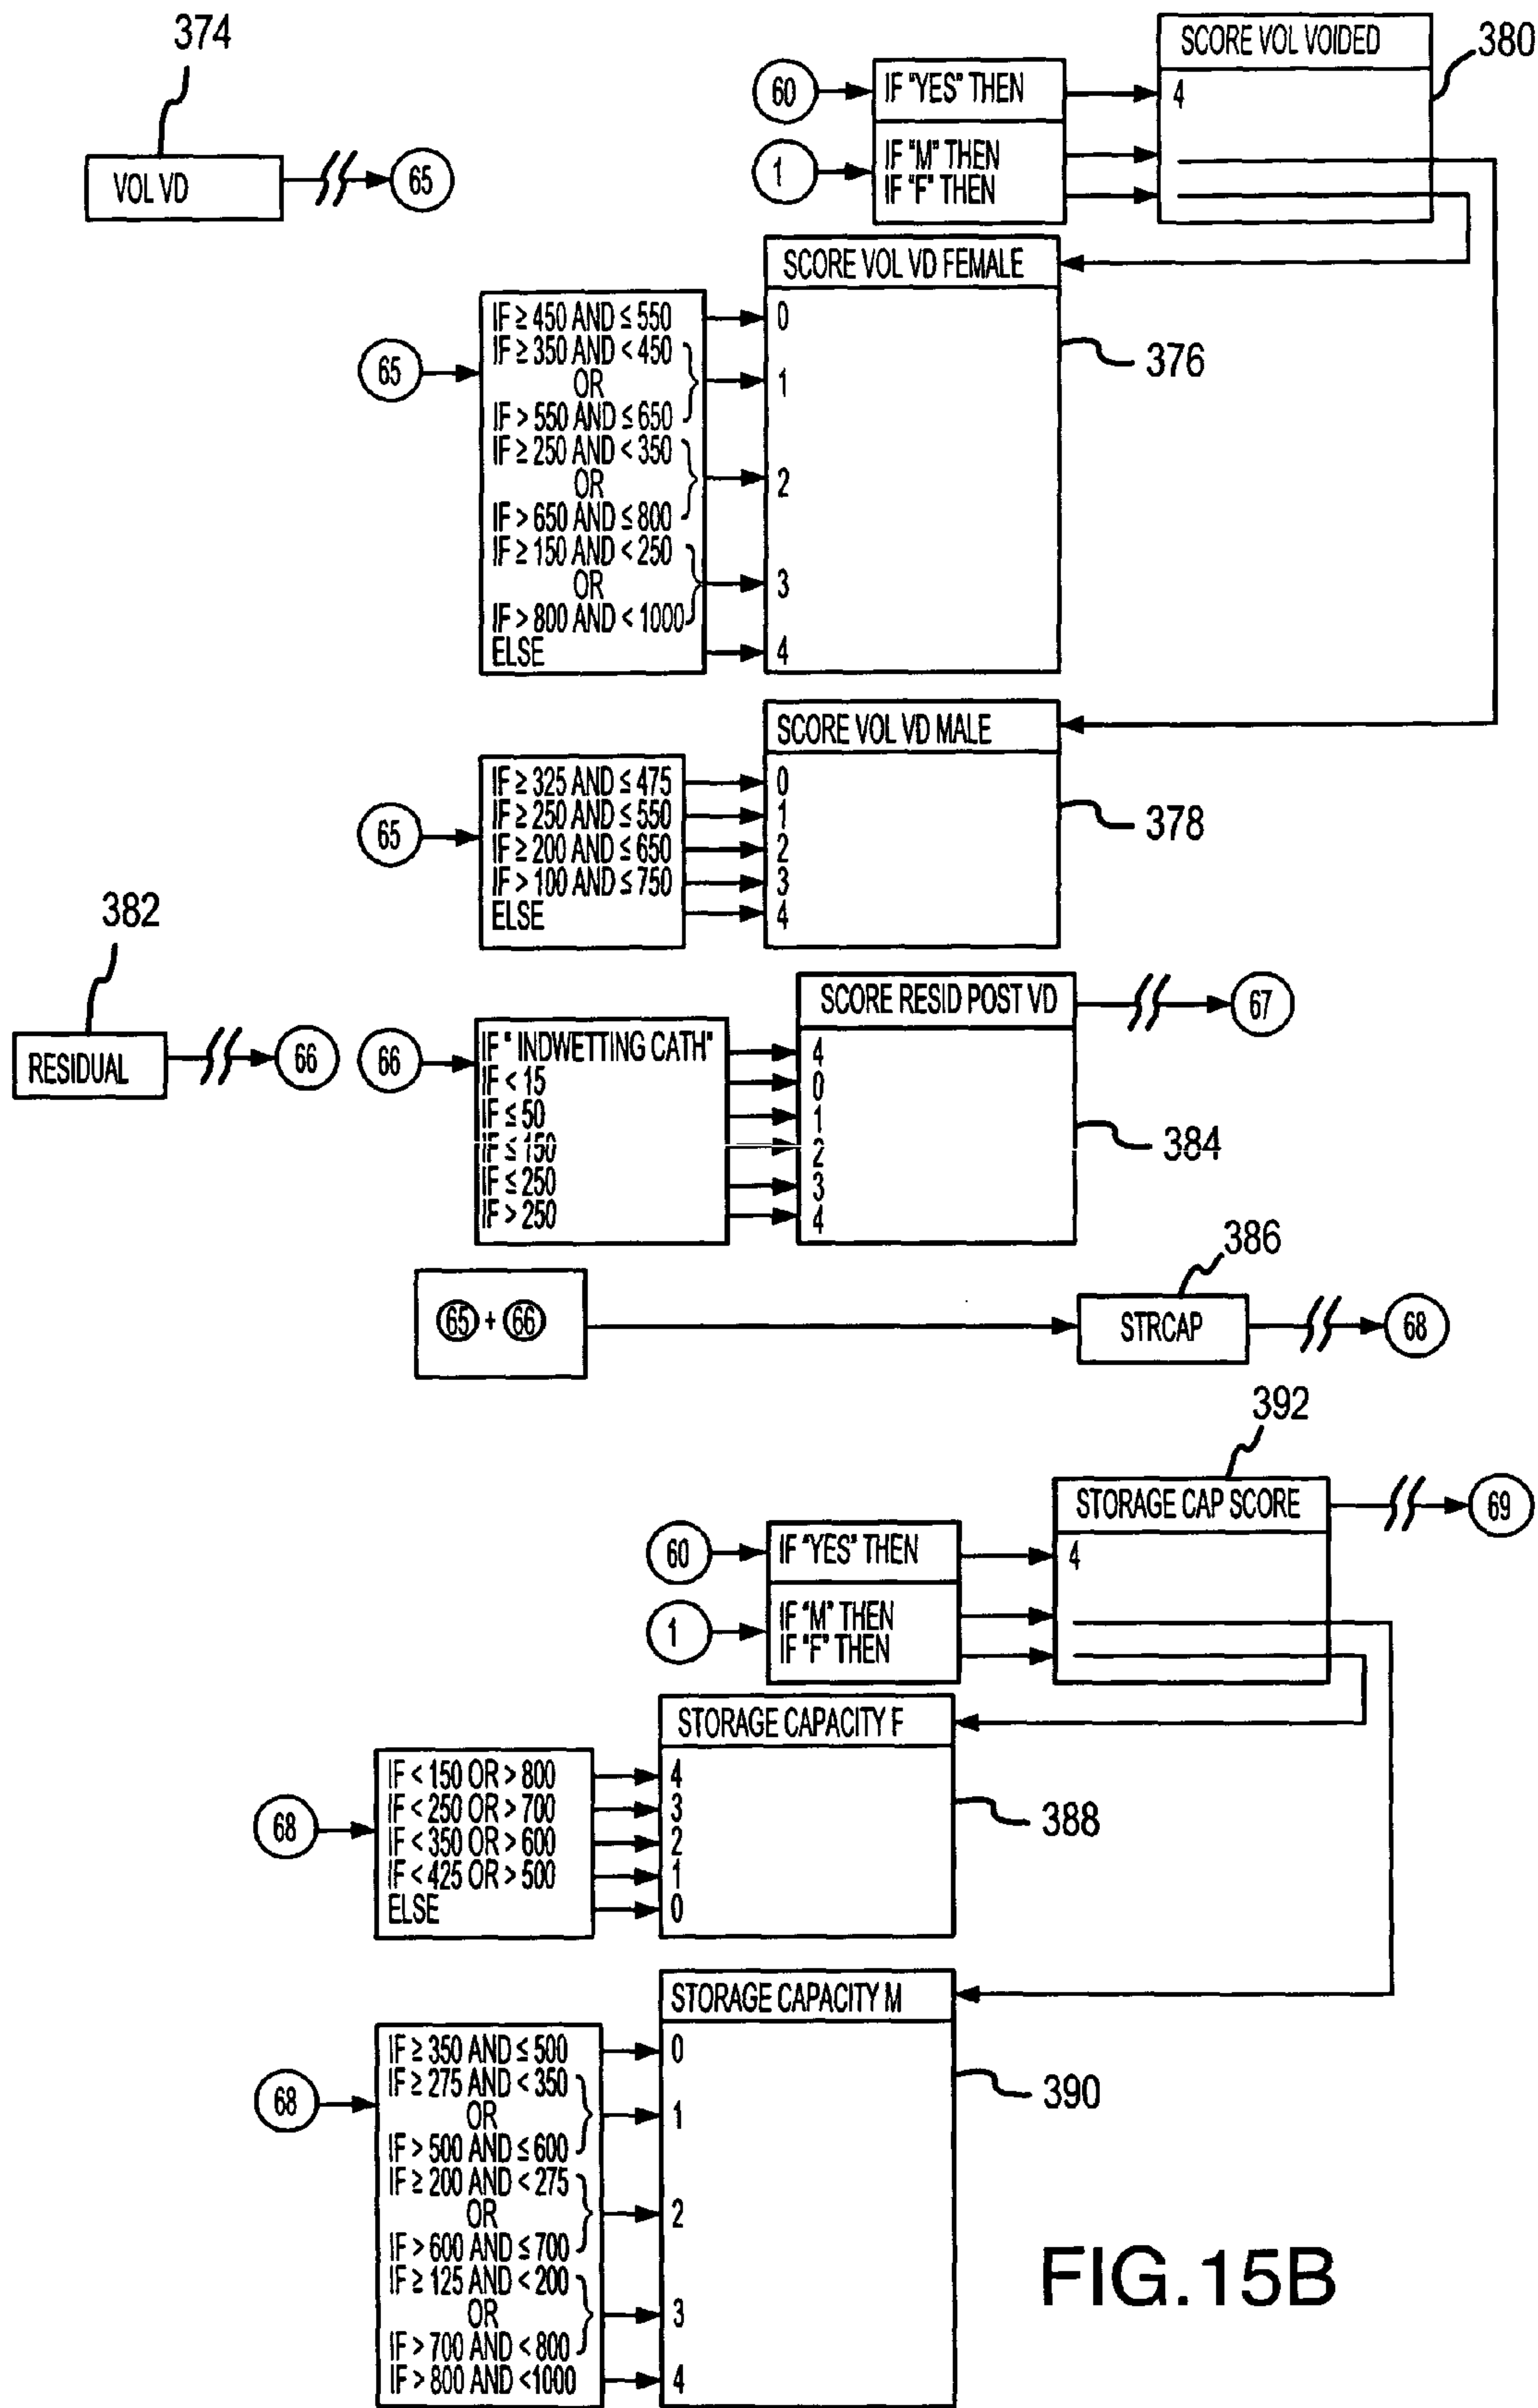 374
VOL VD
65
60
IF "YES" THEN
1
IF "M" THEN
IF "F" THEN
SCORE VOL VOIDED
4
380
SCORE VOL VD FEMALE
65
IF ≥ 450 AND ≤ 550
IF ≥ 350 AND < 450
OR
IF > 550 AND ≤ 650
IF ≥ 250 AND < 350
OR
IF > 650 AND ≤ 800
IF ≥ 150 AND < 250
OR
IF > 800 AND < 1000
ELSE
0
1
2
3
4
376
SCORE VOL VD MALE
65
IF ≥ 325 AND ≤ 475
IF ≥ 250 AND ≤ 550
IF ≥ 200 AND ≤ 650
IF > 100 AND ≤ 750
ELSE
0
1
2
3
4
378
382
RESIDUAL
66
66
IF " INDWETTING CATH"
IF < 15
IF ≤ 50
IF ≤ 150
IF ≤ 250
IF > 250
SCORE RESID POST VD
4
0
1
2
3
4
67
384
65 + 66
386
STRCAP
68
392
STORAGE CAP SCORE
69
60
IF "YES" THEN
4
1
IF "M" THEN
IF "F" THEN
STORAGE CAPACITY F
68
IF < 150 OR > 800
IF < 250 OR > 700
IF < 350 OR > 600
IF < 425 OR > 500
ELSE
4
3
2
1
0
388
STORAGE CAPACITY M
68
IF ≥ 350 AND ≤ 500
IF ≥ 275 AND < 350
OR
IF > 500 AND ≤ 600
IF ≥ 200 AND < 275
OR
IF > 600 AND ≤ 700
IF ≥ 125 AND < 200
OR
IF > 700 AND < 800
IF > 800 AND <1000
0
1
2
3
4
390
FIG.15B